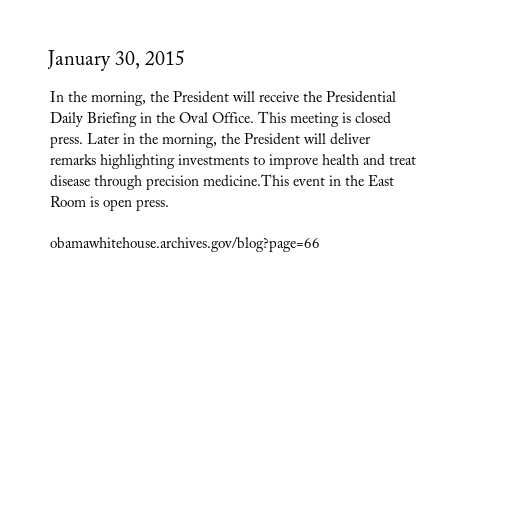 January 30, 2015
In the morning, the President will receive the Presidential
Daily Briefing in the Oval Office. This meeting is closed
press. Later in the morning, the President will deliver
remarks highlighting investments to improve health and treat
disease through precision medicine.This event in the East
Room is open press.
obamawhitehouse.archives.gov/blog?page=66